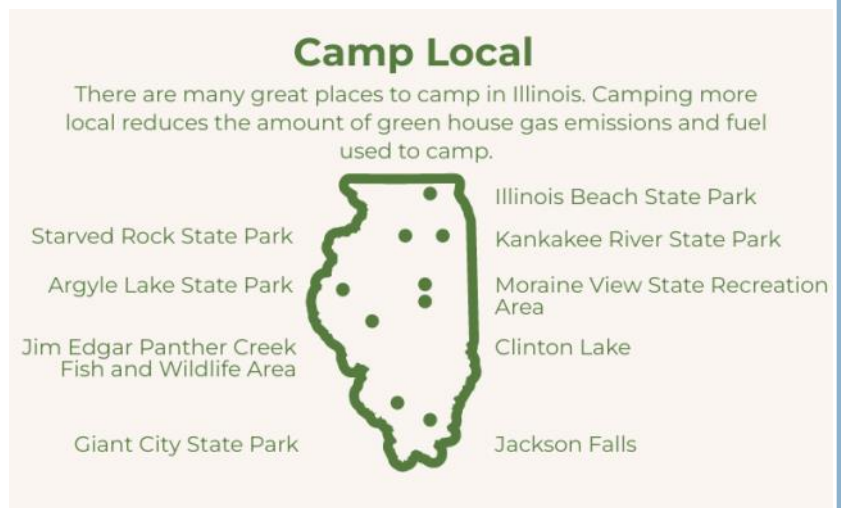 Camp Local
There are many great places to camp in Illinois. Camping more
local reduces the amount of green house gas emissions and fuel
used to camp.
Illinois Beach State Park
Starved Rock State Park
Kankakee River State Park
Argyle Lake State Park
Moraine View State Recreation
Area
Jim Edgar Panther Creek
Fish and Wildlife Area
Clinton Lake
Giant City State Park
Jackson Falls